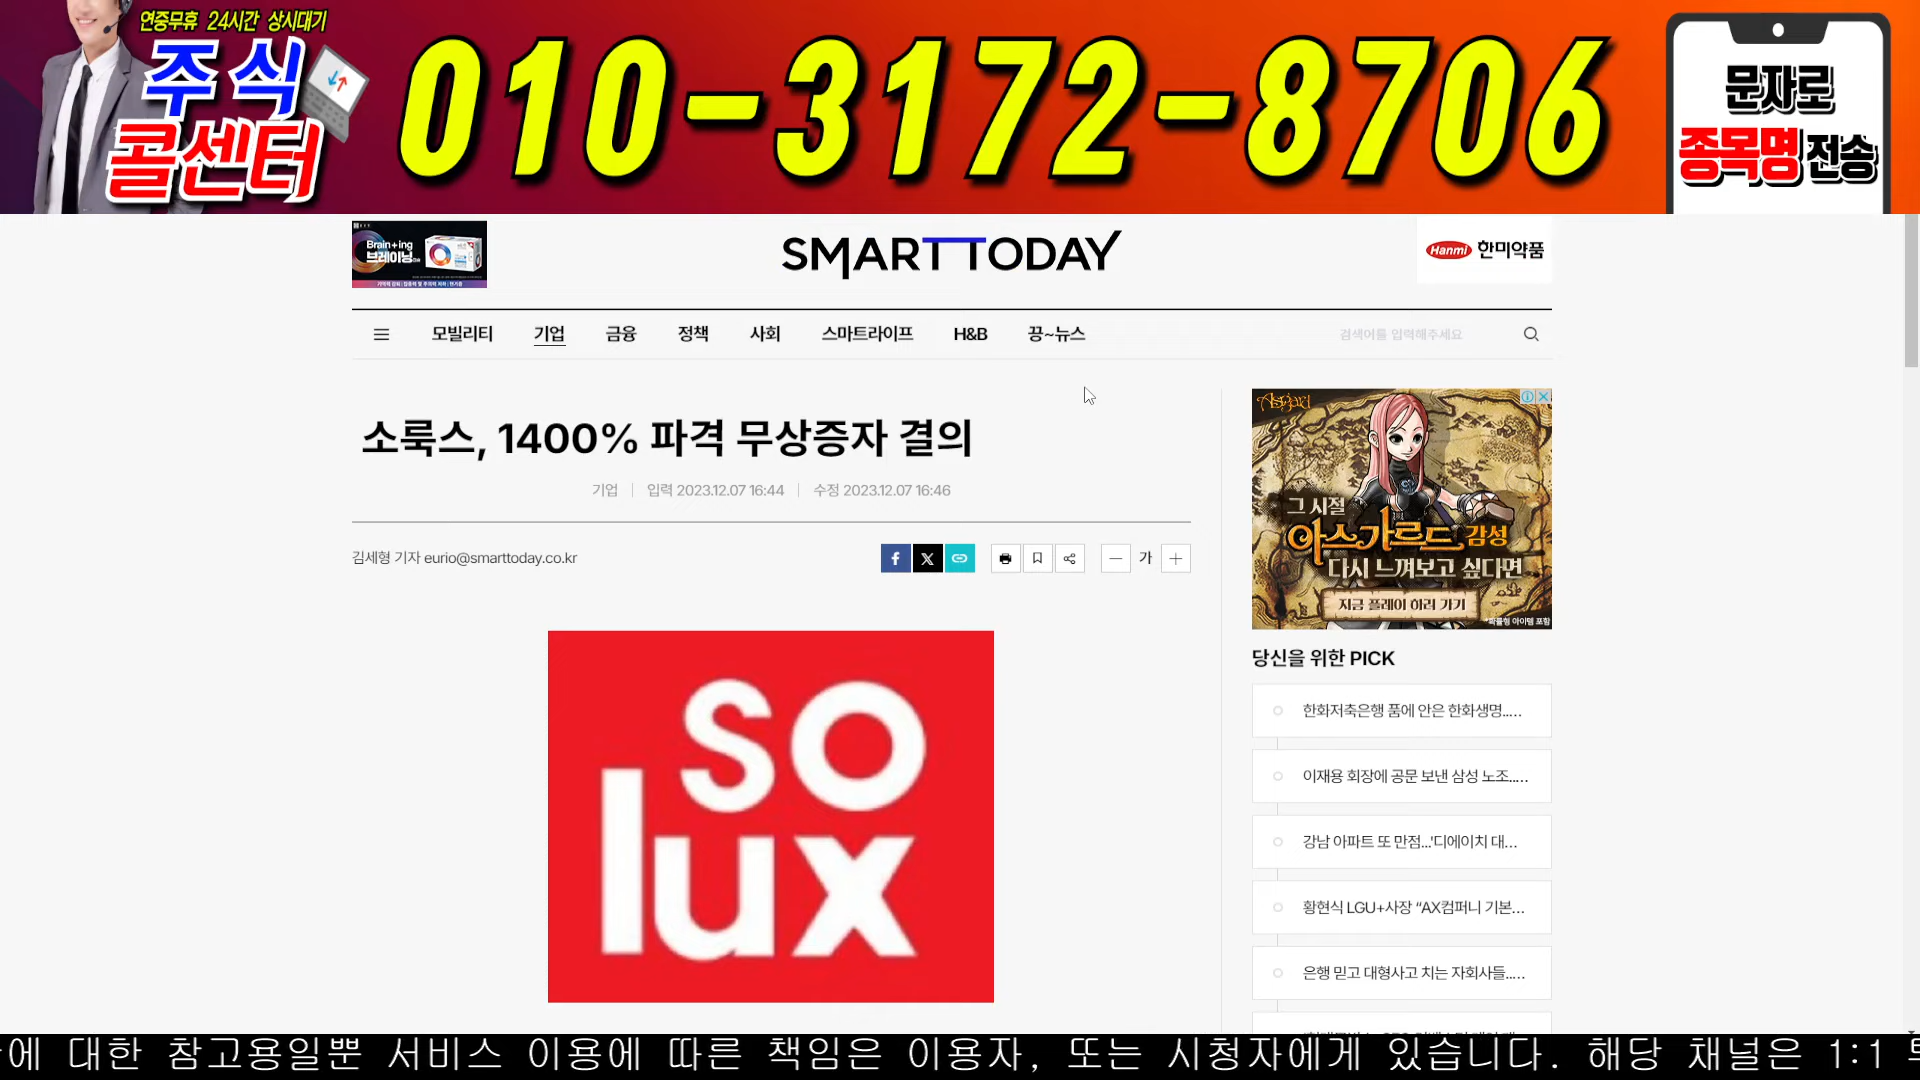 연중무휴 24시간 상시대기
주식
콜센터
010-3172-8706
문자로
종목명 전송
Brain+ing
브레이닝
SMARTTODAY
Hanmi 한미약품
모빌리티 기업 금융 정책 사회 스마트라이프 H&B 끙~뉴스
검색어를 입력해주세요
소룩스, 1400% 파격 무상증자 결의
기업 입력 2023.12.07 16:44 수정 2023.12.07 16:46
김세형 기자 eurio@smarttoday.co.kr
가
so
lux
Asgard
그 시절
아스가르드 감성
다시 느껴보고 싶다면
지금 플레이 하러 가기
*확률형 아이템 포함
당신을 위한 PICK
한화저축은행 품에 안은 한화생명..…
이재용 회장에 공문 보낸 삼성 노조..…
강남 아파트 또 만점...'디에이치 대…
황현식 LGU+사장 “AX컴퍼니 기본…
은행 믿고 대형사고 치는 자회사들..…
에 대한 참고용일뿐 서비스 이용에 따른 책임은 이용자, 또는 시청자에게 있습니다. 해당 채널은 1:1